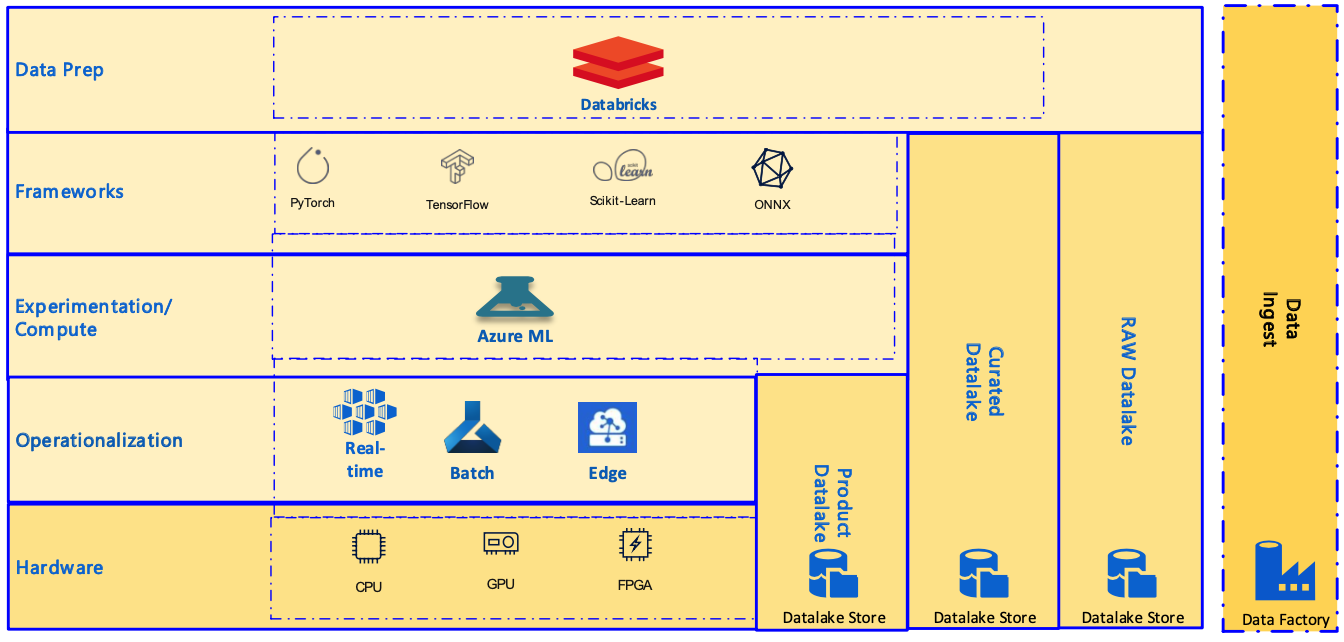 Data Prep
Databricks
Frameworks
PyTorch
TensorFlow
scikit
learn
Scikit-Learn
ONNX
Experimentation/
Compute
Azure ML
Operationalization
Real-
time
Batch
Edge
Hardware
CPU
GPU
FPGA
Product
Datalake
Datalake Store
Curated
Datalake
Datalake Store
RAW Datalake
Datalake Store
Data
Ingest
Data Factory